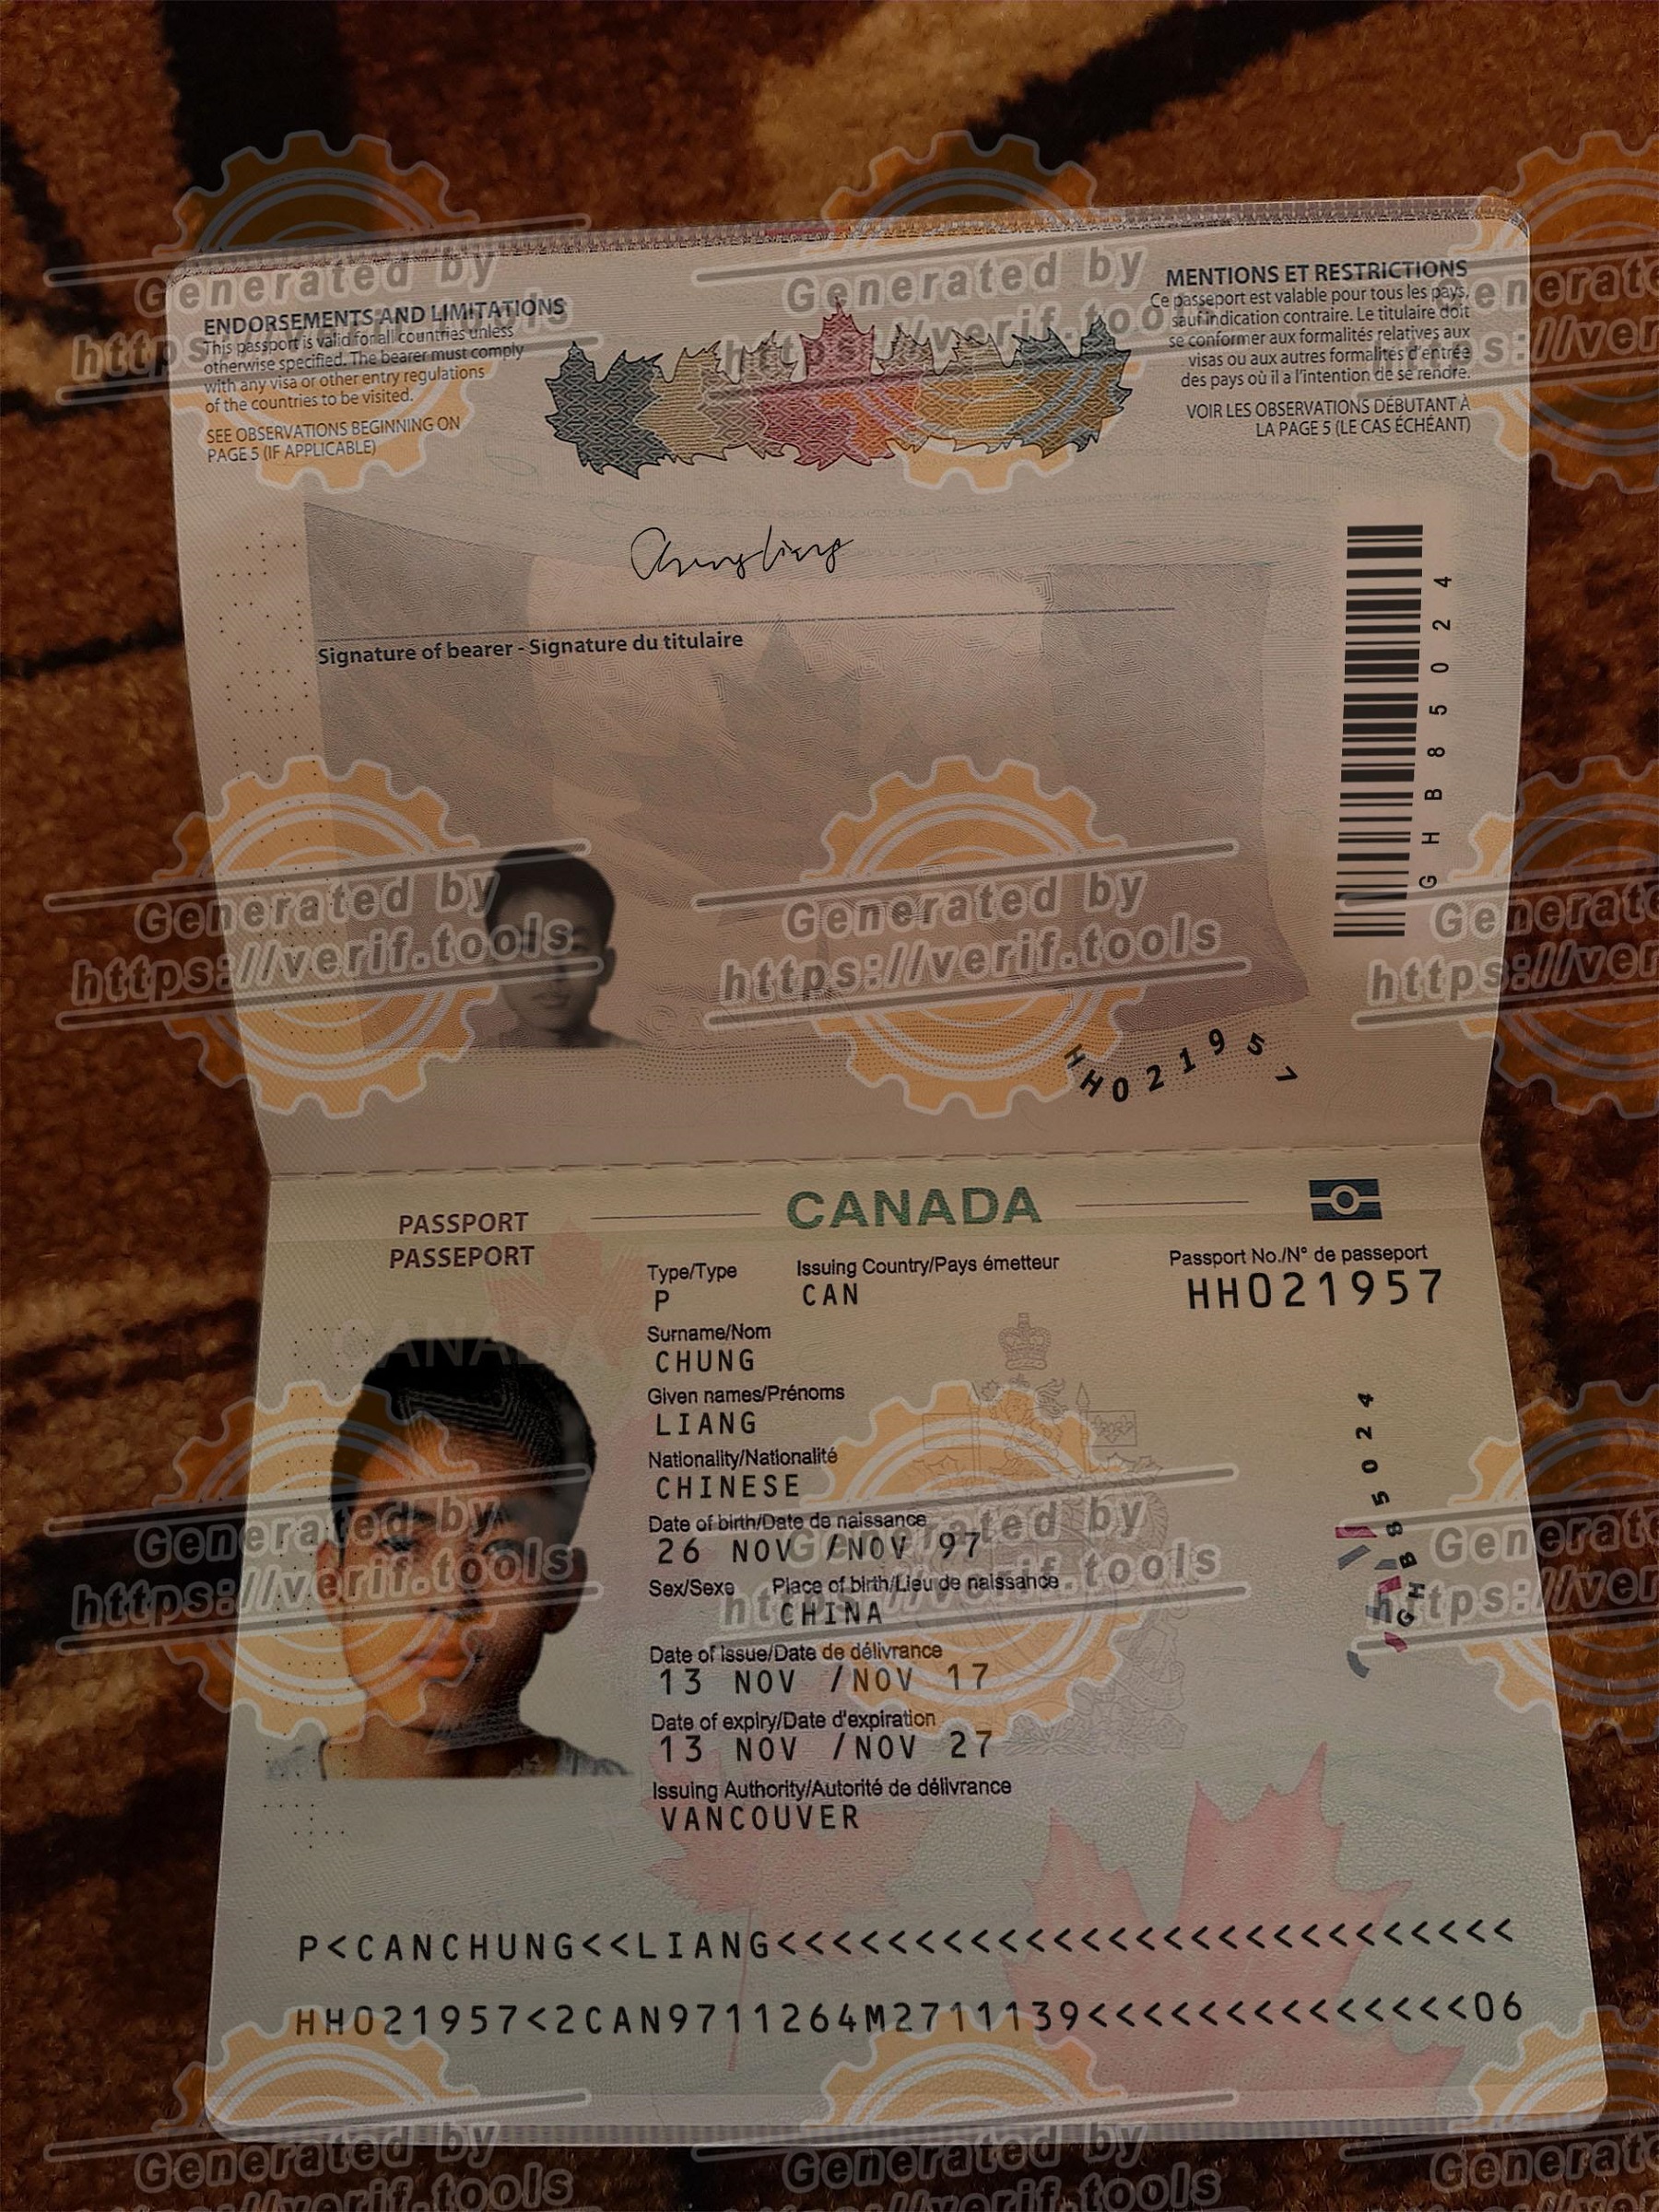 ENDORSEMENTS AND LIMITATIONS
This passport is valid for all countries unless
otherwise specified. The bearer must comply
with any visa or other entry regulations
of the countries to be visited.
SEE OBSERVATIONS BEGINNING ON
PAGE 5 (IF APPLICABLE)
MENTIONS ET RESTRICTIONS
Ce passeport est valable pour tous les pays,
sauf indication contraire. Le titulaire doit
se conformer aux formalités relatives aux
visas ou aux autres formalités d'entrée
des pays où il a l'intention de se rendre.
VOIR LES OBSERVATIONS DÉBUTANT À
LA PAGE 5 (LE CAS ÉCHÉANT)
Chung Liang
Signature of bearer - Signature du titulaire
GHB85024
CANADA
HH021957
PASSPORT
PASSEPORT
CANADA
Type/Type
P
Issuing Country/Pays émetteur
CAN
Passport No./N° de passeport
HH021957
CANADA
Surname/Nom
CHUNG
Given names/Prénoms
LIANG
Nationality/Nationalité
CHINESE
Date of birth/Date de naissance
26 NOV /NOV 97
Sex/Sexe
Place of birth/Lieu de naissance
CHINA
Date of issue/Date de délivrance
13 NOV /NOV 17
Date of expiry/Date d'expiration
13 NOV /NOV 27
Issuing Authority/Autorité de délivrance
VANCOUVER
GHB85024
P<CANCHUNG<<LIANG<<<<<<<<<<<<<<<<<<<<<<<<<<<
HH021957<2CAN9711264M2711139<<<<<<<<<<<<<<06
Generated by
https://verif.tools
Generated by
https://verif.tools
Generated by
https://verif.tools
Generated by
https://verif.tools
Generated by
https://verif.tools
Generated by
https://verif.tools
Generated by
https://verif.tools
Generated by
https://verif.tools